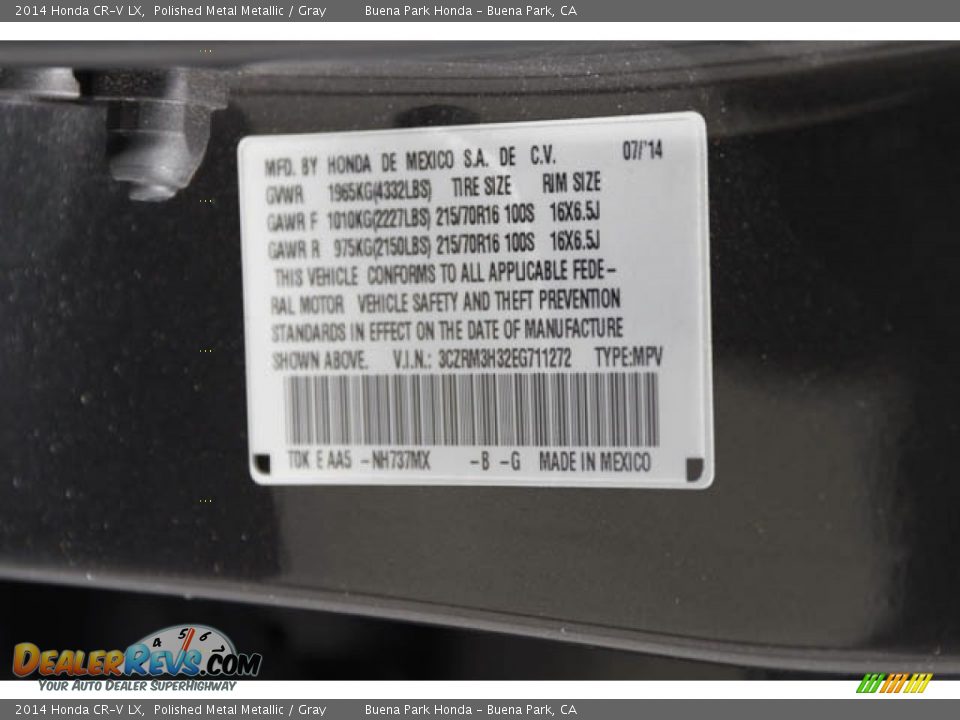 2014 Honda CR-V LX,  Polished Metal Metallic / Gray        Buena Park Honda - Buena Park, CA
MFD. BY HONDA DE MEXICO S.A. DE C.V. 07/'14
GVWR 1965KG(4332LBS) TIRE SIZE RIM SIZE
GAWR F 1010KG(2227LBS) 215/70R16 100S 16X6.5J
GAWR R 975KG(2150LBS) 215/70R16 100S 16X6.5J
THIS VEHICLE CONFORMS TO ALL APPLICABLE FEDE-
RAL MOTOR VEHICLE SAFETY AND THEFT PREVENTION
STANDARDS IN EFFECT ON THE DATE OF MANUFACTURE
SHOWN ABOVE. V.I.N.: 3CZRM3H32EG711272 TYPE:MPV
TDK E AA5 -NH737MX -B -G MADE IN MEXICO
4 5 6
DEALERREVS.COM
YOUR AUTO DEALER SUPERHIGHWAY
2014 Honda CR-V LX,  Polished Metal Metallic / Gray        Buena Park Honda - Buena Park, CA